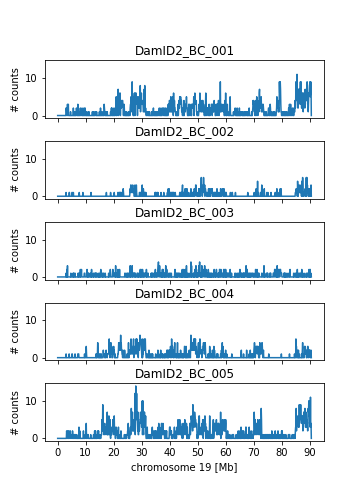 DamID2_BC_001
# counts
10
0
DamID2_BC_002
# counts
10
0
DamID2_BC_003
# counts
10
0
DamID2_BC_004
# counts
10
0
DamID2_BC_005
# counts
10
0
0 10 20 30 40 50 60 70 80 90
chromosome 19 [Mb]